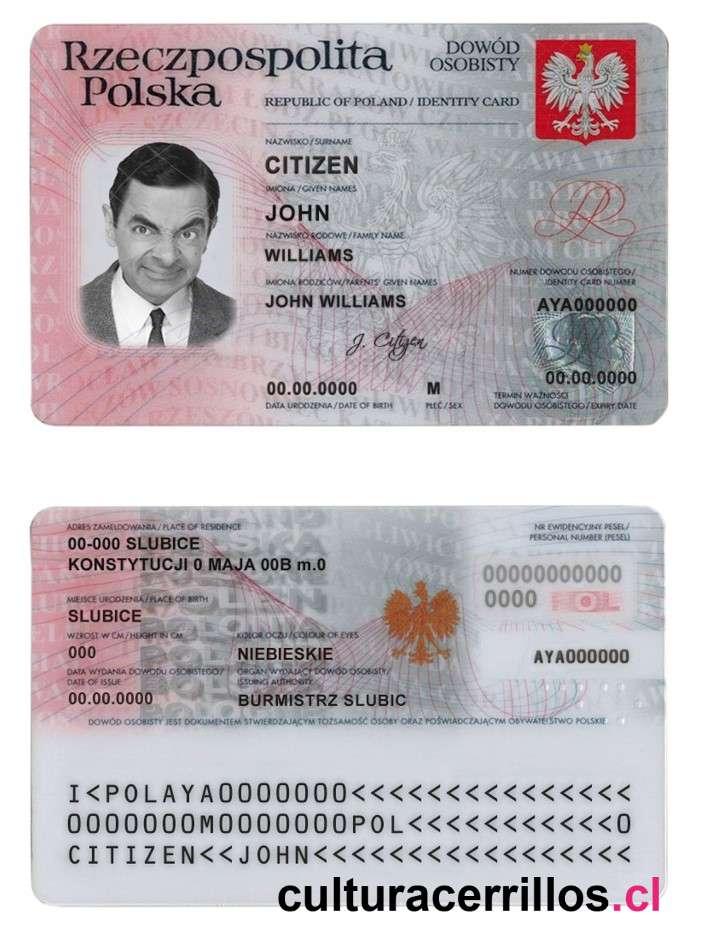 Rzeczpospolita
Polska
DOWÓD
OSOBISTY
REPUBLIC OF POLAND / IDENTITY CARD
NAZWISKO / SURNAME
CITIZEN
IMIONA / GIVEN NAMES
JOHN
NAZWISKO RODOWE / FAMILY NAME
WILLIAMS
IMIONA RODZICÓW/PARENTS' GIVEN NAMES
JOHN WILLIAMS
NUMER DOWODU OSOBISTEGO /
IDENTITY CARD NUMBER
AYA000000
J. Citizen
00.00.0000
DATA URODZENIA / DATE OF BIRTH
M
PŁEĆ / SEX
00.00.0000
TERMIN WAŻNOŚCI
DOWODU OSOBISTEGO / EXPIRY DATE
ADRES ZAMELDOWANIA / PLACE OF RESIDENCE
00-000 SLUBICE
KONSTYTUCJI 0 MAJA 00B m.0
NR EWIDENCYJNY PESEL /
PERSONAL NUMBER (PESEL)
00000000000
0000 POL
MIEJSCE URODZENIA / PLACE OF BIRTH
SLUBICE
WZROST W CM / HEIGHT IN CM
000
KOLOR OCZU / COLOUR OF EYES
NIEBIESKIE
AYA000000
DATA WYDANIA DOWODU OSOBISTEGO /
DATE OF ISSUE
00.00.0000
ORGAN WYDAJĄCY DOWÓD OSOBISTY /
ISSUING AUTHORITY
BURMISTRZ SLUBIC
DOWÓD OSOBISTY JEST DOKUMENTEM STWIERDZAJĄCYM TOŻSAMOŚĆ OSOBY ORAZ POŚWIADCZAJĄCYM OBYWATELSTWO POLSKIE
I<POLAYA0000000<<<<<<<<<<<<<<<
0000000M0000000POL<<<<<<<<<<<0
CITIZEN<<JOHN<<<<<<<<<<<<<<<<<
culturacerrillos.cl